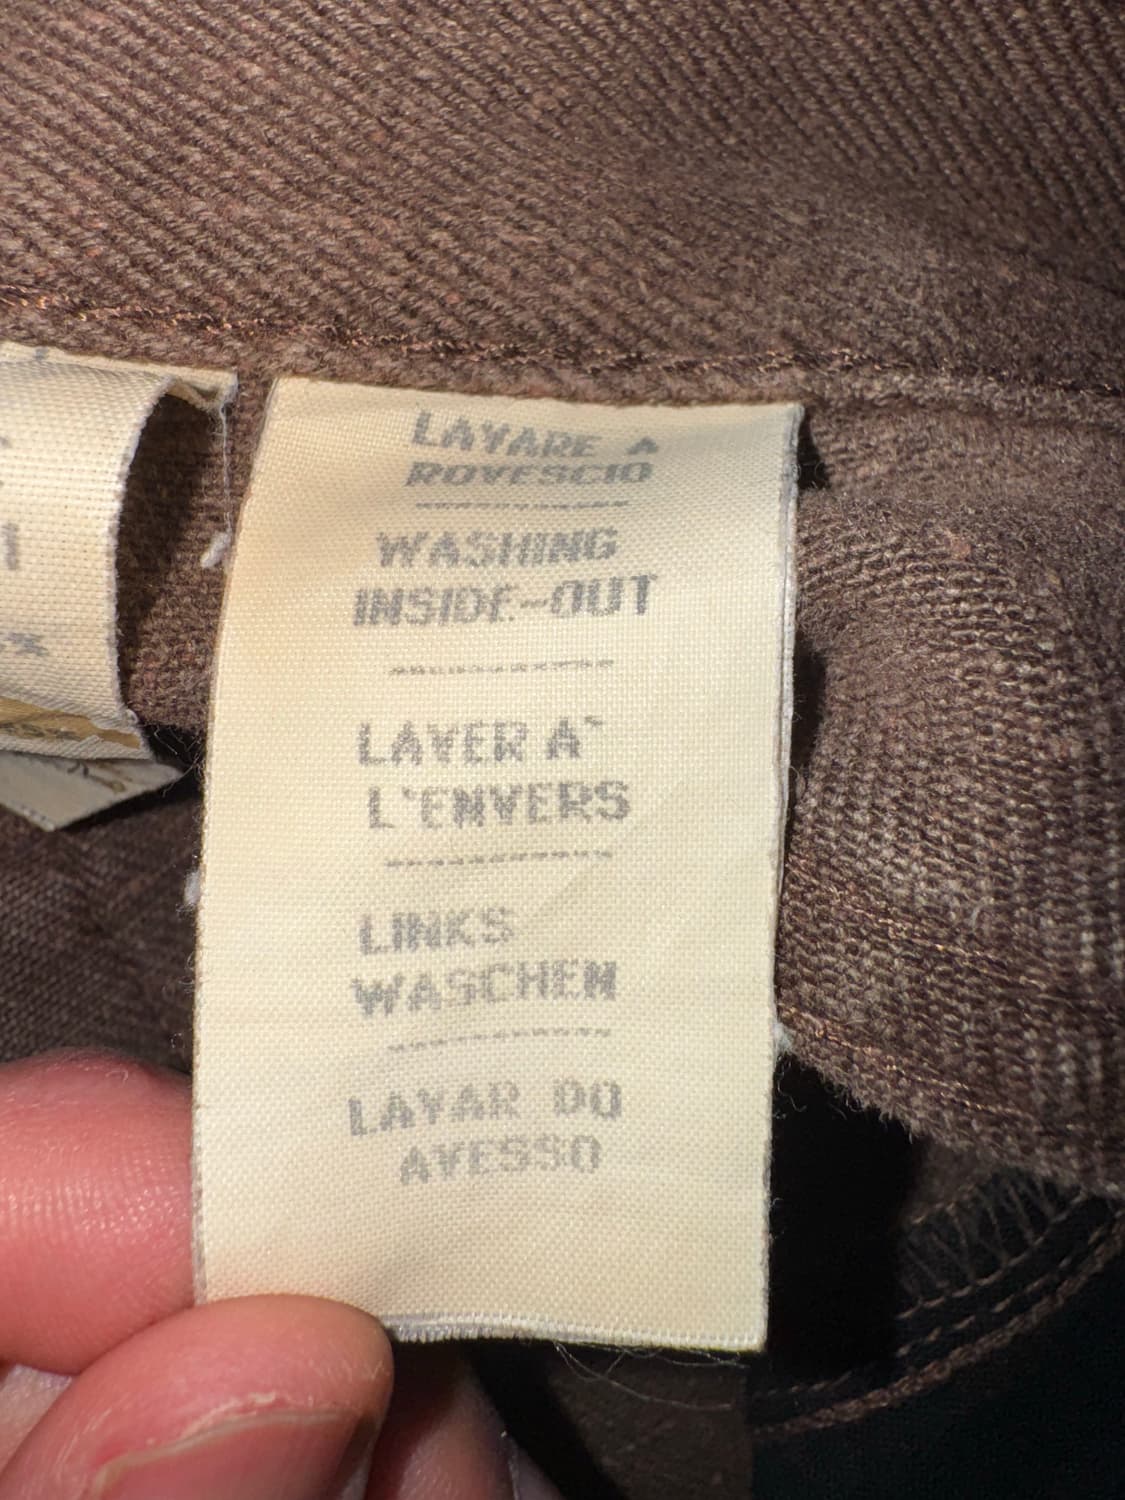 LAVARE A
ROVESCIO
WASHING
INSIDE-OUT
LAVER A`
L'ENVERS
LINKS
WASCHEN
LAVAR DO
AVESSO